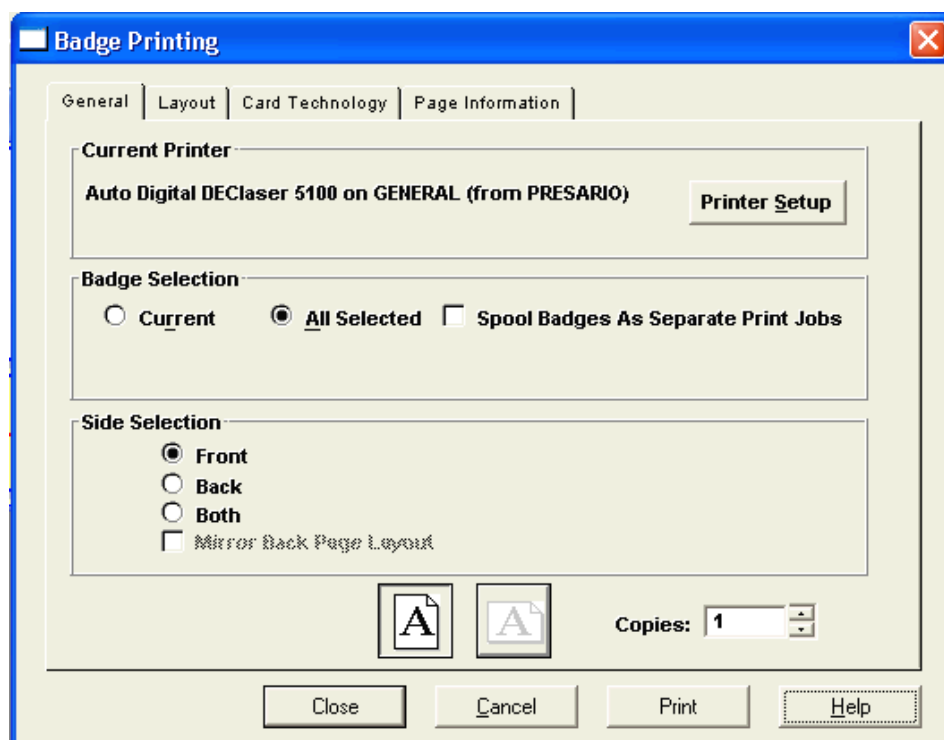 Badge Printing
General Layout Card Technology Page Information
Current Printer
Auto Digital DEClaser 5100 on GENERAL (from PRESARIO)
Printer Setup
Badge Selection
Current All Selected Spool Badges As Separate Print Jobs
Side Selection
Front
Back
Both
Mirror Back Page Layout
A A Copies: 1
Close Cancel Print Help